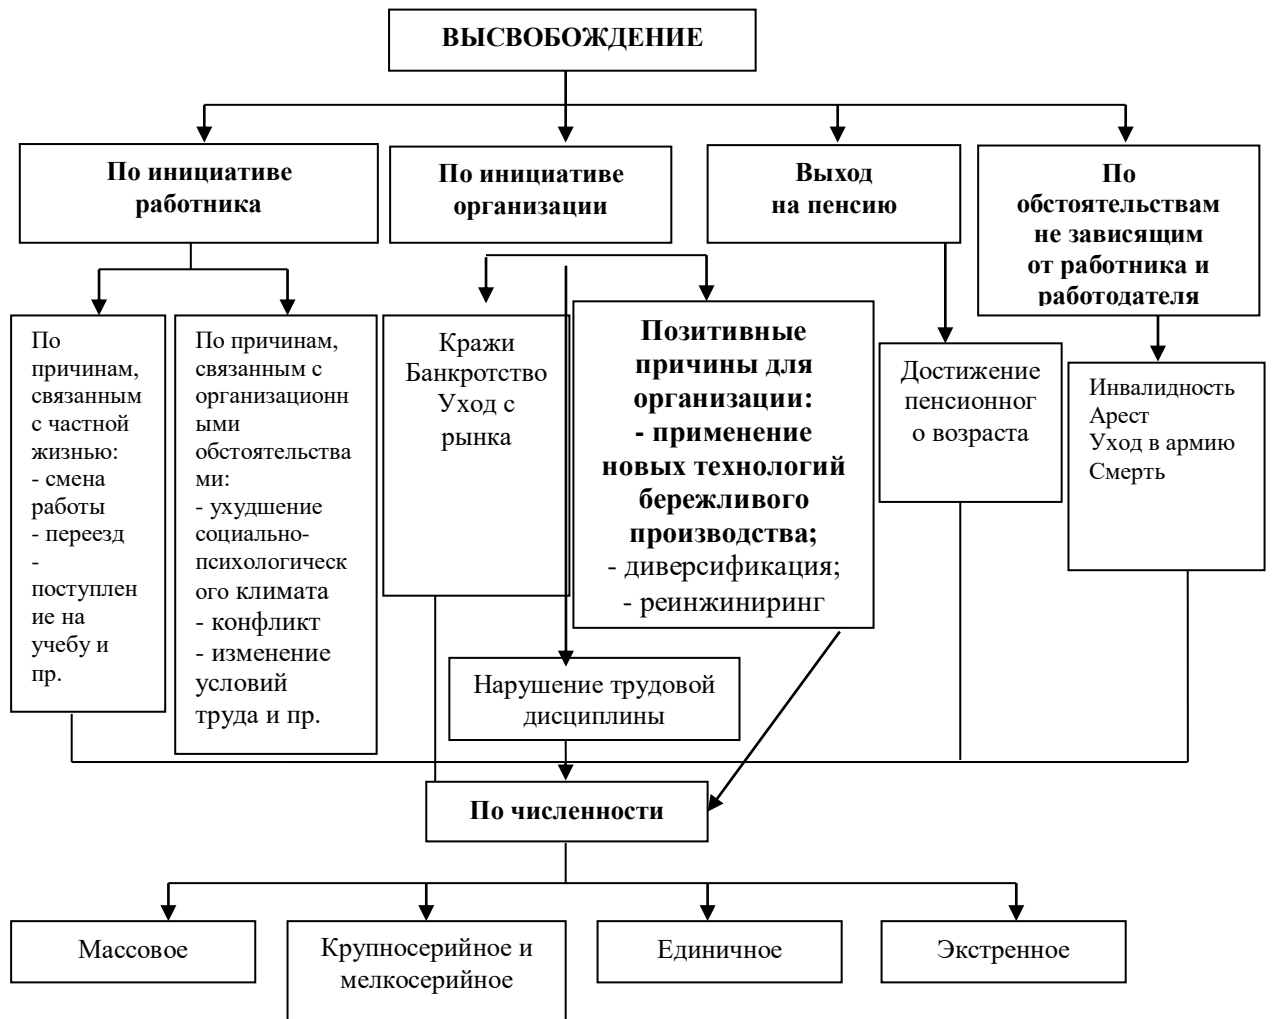 ВЫСВОБОЖДЕНИЕ
По инициативе
работника
По инициативе
организации
Выход
на пенсию
По
обстоятельствам
не зависящим
от работника и
работодателя
По
причинам,
связанным
с частной
жизнью:
- смена
работы
- переезд
-
поступлен
ие на
учебу и
пр.
По причинам,
связанным с
организационн
ыми
обстоятельства
ми:
- ухудшение
социально-
психологическ
ого климата
- конфликт
- изменение
условий
труда и пр.
Кражи
Банкротство
Уход с
рынка
Позитивные
причины для
организации:
- применение
новых технологий
бережливого
производства;
- диверсификация;
- реинжиниринг
Достижение
пенсионног
о возраста
Инвалидность
Арест
Уход в армию
Смерть
Нарушение трудовой
дисциплины
По численности
Массовое
Крупносерийное и
мелкосерийное
Единичное
Экстренное